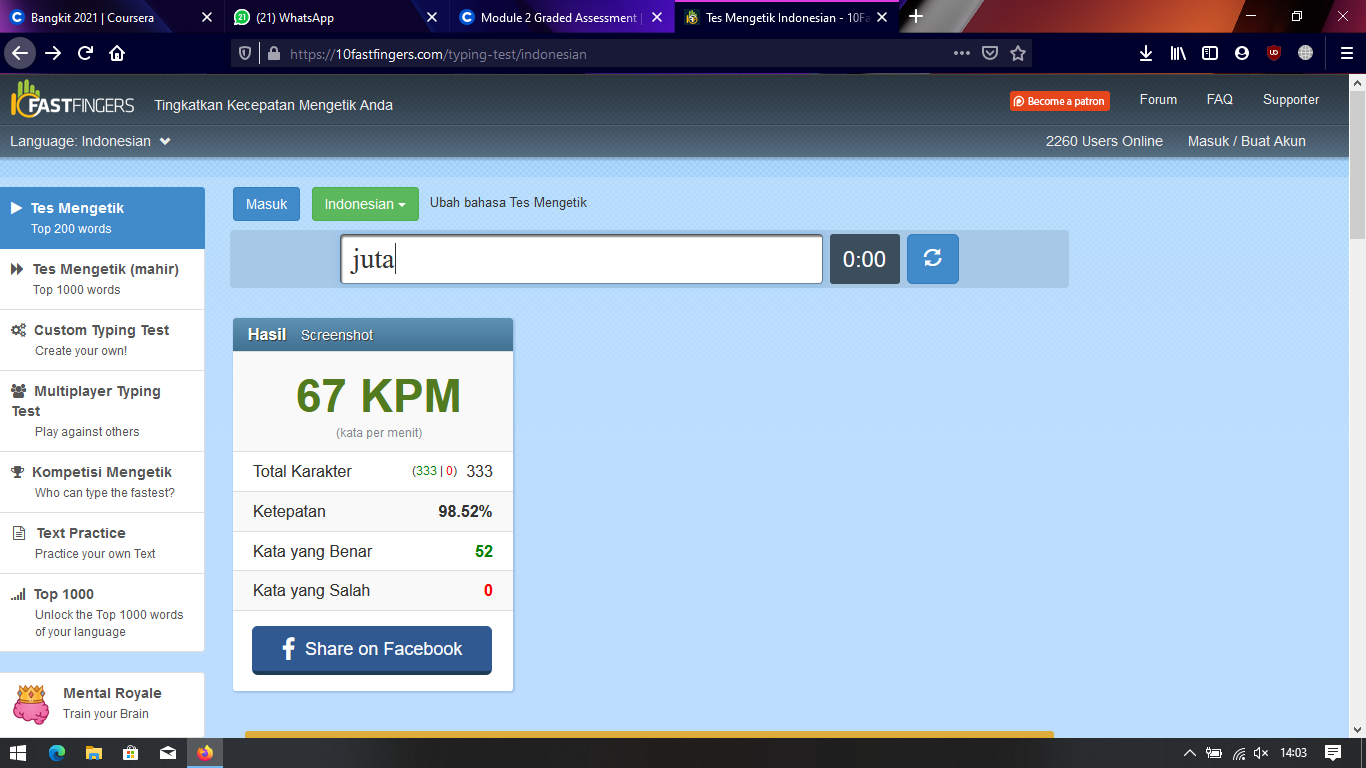 Bangkit 2021 | Coursera
(21) WhatsApp
Module 2 Graded Assessment |
Tes Mengetik Indonesian - 10Fa
https://10fastfingers.com/typing-test/indonesian
10FASTFINGERS
Tingkatkan Kecepatan Mengetik Anda
Become a patron
Forum
FAQ
Supporter
Language: Indonesian
2260 Users Online
Masuk / Buat Akun
Tes Mengetik
Top 200 words
Tes Mengetik (mahir)
Top 1000 words
Custom Typing Test
Create your own!
Multiplayer Typing
Test
Play against others
Kompetisi Mengetik
Who can type the fastest?
Text Practice
Practice your own Text
Top 1000
Unlock the Top 1000 words
of your language
Mental Royale
Train your Brain
Masuk
Indonesian
Ubah bahasa Tes Mengetik
juta
0:00
Hasil Screenshot
67 KPM
(kata per menit)
Total Karakter (333 | 0) 333
Ketepatan 98.52%
Kata yang Benar 52
Kata yang Salah 0
f Share on Facebook
14:03